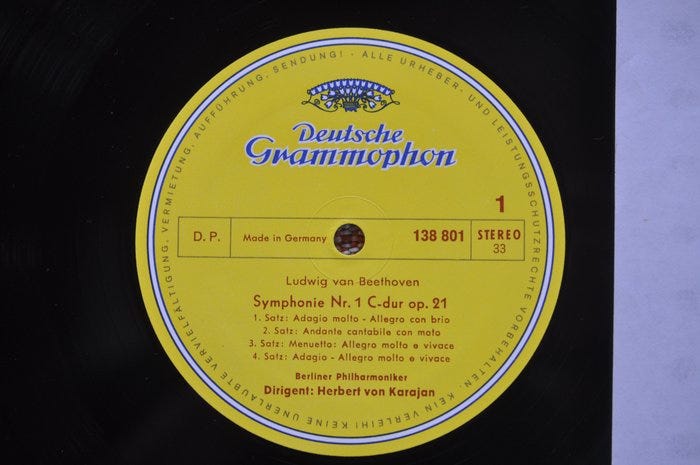 ALLE URHEBER- UND LEISTUNGSSCHUTZRECHTE VORBEHALTEN. KEIN VERLEIH! KEINE UNERLAUBTE VERVIELFÄLTIGUNG, VERMIETUNG, AUFFÜHRUNG, SENDUNG! -
Deutsche
Grammophon
1
D. P. Made in Germany 138 801 STEREO
33
Ludwig van Beethoven
Symphonie Nr. 1 C-dur op. 21
1. Satz: Adagio molto - Allegro con brio
2. Satz: Andante cantabile con moto
3. Satz: Menuetto: Allegro molto e vivace
4. Satz: Adagio - Allegro molto e vivace
Berliner Philharmoniker
Dirigent: Herbert von Karajan